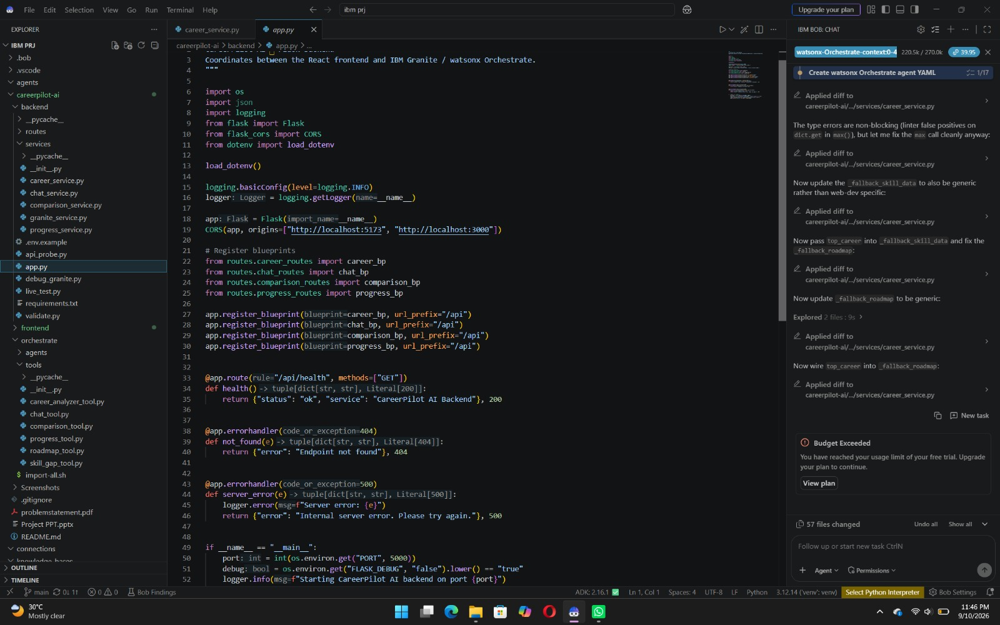 File Edit Selection View Go Run Terminal Help
ibm prj
Upgrade your plan
EXPLORER
IBM PRJ
.bob
.vscode
agents
careerpilot-ai
backend
__pycache__
routes
services
__pycache__
__init__.py
career_service.py
chat_service.py
comparison_service.py
granite_service.py
progress_service.py
.env.example
api_probe.py
app.py
debug_granite.py
live_test.py
requirements.txt
validate.py
frontend
orchestrate
agents
tools
__pycache__
__init__.py
career_analyzer_tool.py
chat_tool.py
comparison_tool.py
progress_tool.py
roadmap_tool.py
skill_gap_tool.py
import-all.sh
Screenshots
.gitignore
problemstatement.pdf
Project PPT.pptx
README.md
connections
OUTLINE
TIMELINE
career_service.py app.py
careerpilot-ai > backend > app.py > ...
3 Coordinates between the React frontend and IBM Granite / watsonx Orchestrate.
4 """
5
6 import os
7 import json
8 import logging
9 from flask import Flask
10 from flask_cors import CORS
11 from dotenv import load_dotenv
12
13 load_dotenv()
14
15 logging.basicConfig(level=logging.INFO)
16 logger: Logger = logging.getLogger(name=__name__)
17
18 app: Flask = Flask(import_name=__name__)
19 CORS(app, origins=["http://localhost:5173", "http://localhost:3000"])
20
21 # Register blueprints
22 from routes.career_routes import career_bp
23 from routes.chat_routes import chat_bp
24 from routes.comparison_routes import comparison_bp
25 from routes.progress_routes import progress_bp
26
27 app.register_blueprint(blueprint=career_bp, url_prefix="/api")
28 app.register_blueprint(blueprint=chat_bp, url_prefix="/api")
29 app.register_blueprint(blueprint=comparison_bp, url_prefix="/api")
30 app.register_blueprint(blueprint=progress_bp, url_prefix="/api")
31
32
33 @app.route(rule="/api/health", methods=["GET"])
34 def health() -> tuple[dict[str, str], Literal[200]]:
35 return {"status": "ok", "service": "CareerPilot AI Backend"}, 200
36
37
38 @app.errorhandler(code_or_exception=404)
39 def not_found(e) -> tuple[dict[str, str], Literal[404]]:
40 return {"error": "Endpoint not found"}, 404
41
42
43 @app.errorhandler(code_or_exception=500)
44 def server_error(e) -> tuple[dict[str, str], Literal[500]]:
45 logger.error(msg=f"Server error: {e}")
46 return {"error": "Internal server error. Please try again."}, 500
47
48
49 if __name__ == "__main__":
50 port: int = int(os.environ.get("PORT", 5000))
51 debug: bool = os.environ.get("FLASK_DEBUG", "false").lower() == "true"
52 logger.info(msg=f"Starting CareerPilot AI backend on port {port}")
IBM BOB: CHAT
watsonx-Orchestrate-context:0-4 220.5k / 270.0k 39.95
Create watsonx Orchestrate agent YAML 1/17
Applied diff to
careerpilot-ai/.../services/career_service.py
The type errors are non-blocking (linter false positives on
dict.get in max()), but let me fix the max call cleanly anyway:
Applied diff to
careerpilot-ai/.../services/career_service.py
Now update the _fallback_skill_data to also be generic
rather than web-dev specific:
Applied diff to
careerpilot-ai/.../services/career_service.py
Now pass top_career into _fallback_skill_data and fix the
_fallback_roadmap:
Applied diff to
careerpilot-ai/.../services/career_service.py
Now update _fallback_roadmap to be generic:
Explored 2 files : 9s
Applied diff to
careerpilot-ai/.../services/career_service.py
Now wire top_career into _fallback_roadmap:
Applied diff to
careerpilot-ai/.../services/career_service.py
New task
Budget Exceeded
You have reached your usage limit of your free trial. Upgrade
your plan to continue.
View plan
57 files changed Undo all Show all
Follow up or start new task CtrlN
Agent Permissions
main 0↓ 1↑ 0 0 Bob Findings
ADK: 2.16.1 Ln 1, Col 1 Spaces: 4 UTF-8 LF Python 3.12.14 ('venv': venv) Select Python Interpreter Bob Settings
30°C
Mostly clear
11:46 PM
9/10/2026